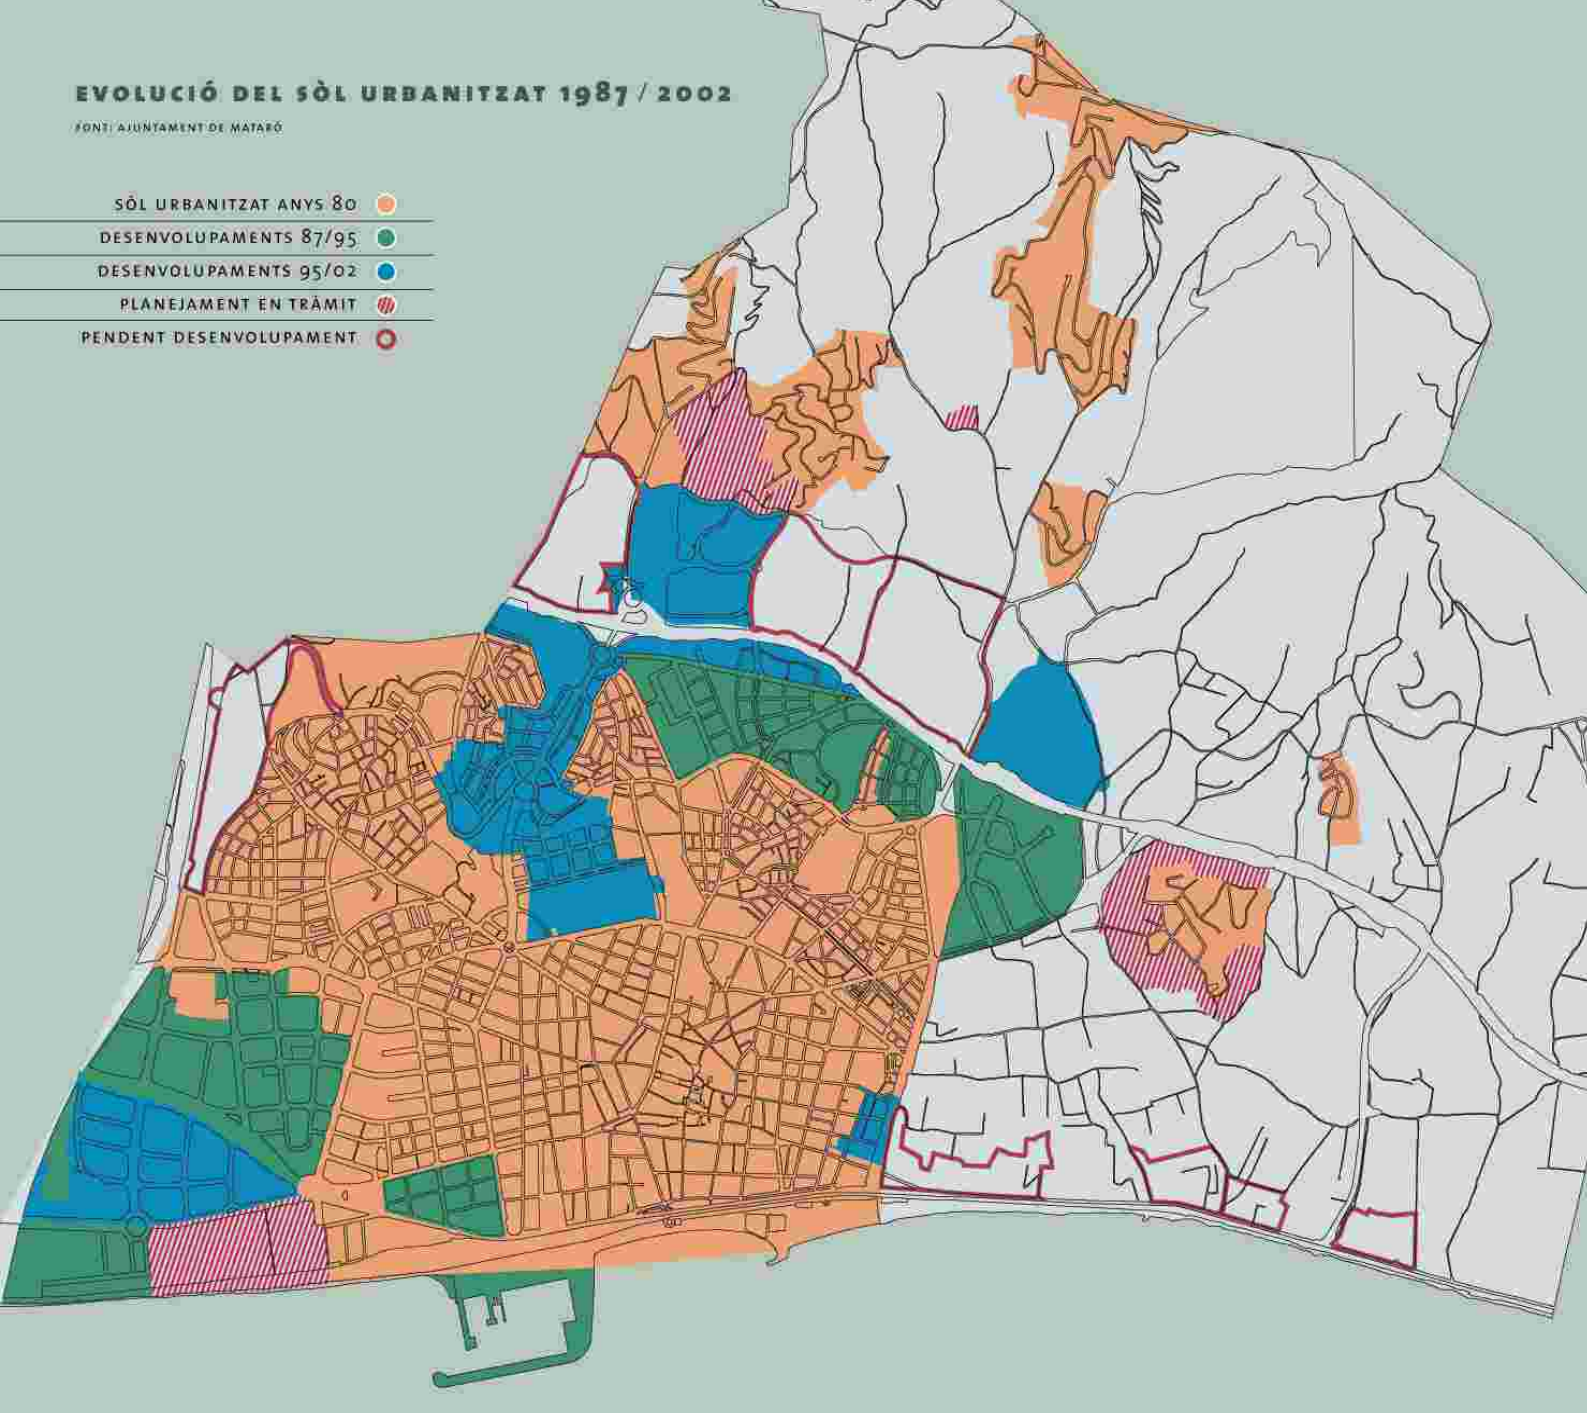 EVOLUCIÓ DEL SÒL URBANITZAT 1987 / 2002
FONT: AJUNTAMENT DE MATARÓ
SÒL URBANITZAT ANYS 80
DESENVOLUPAMENTS 87/95
DESENVOLUPAMENTS 95/02
PLANEJAMENT EN TRÀMIT
PENDENT DESENVOLUPAMENT